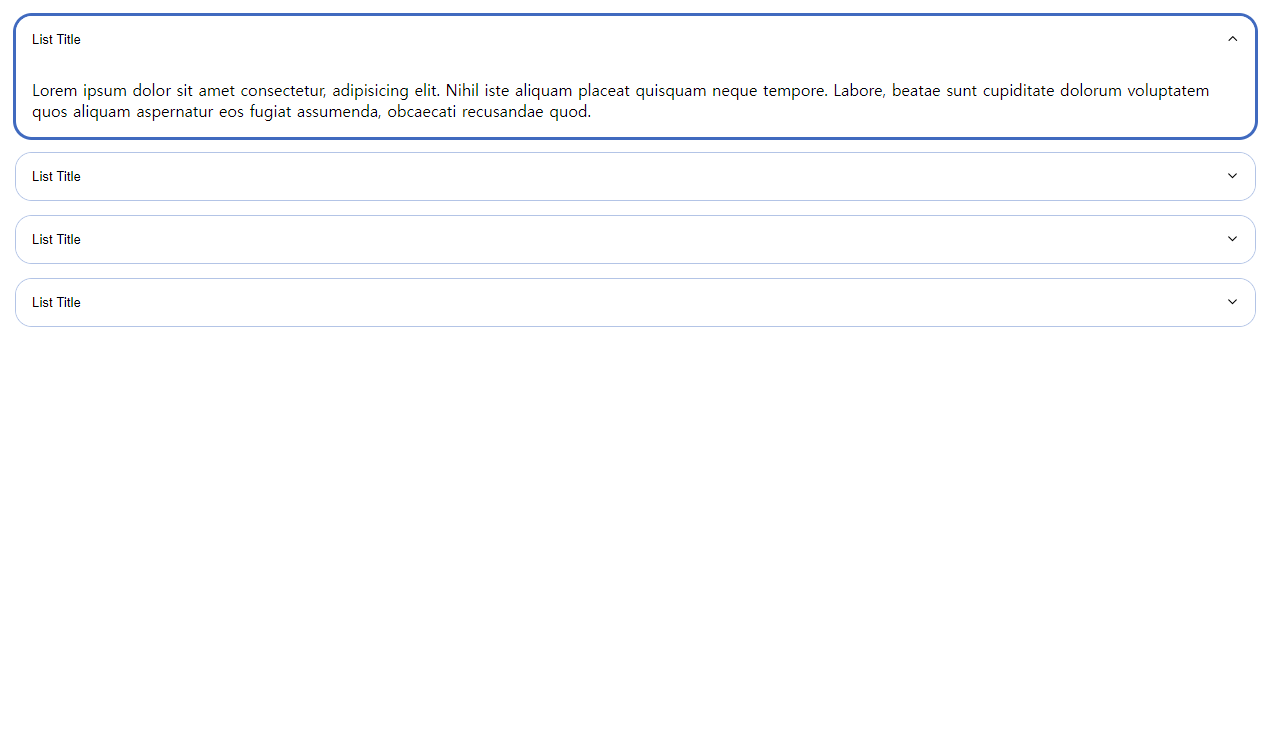 List Title
Lorem ipsum dolor sit amet consectetur, adipisicing elit. Nihil iste aliquam placeat quisquam neque tempore. Labore, beatae sunt cupiditate dolorum voluptatem
quos aliquam aspernatur eos fugiat assumenda, obcaecati recusandae quod.
List Title
List Title
List Title